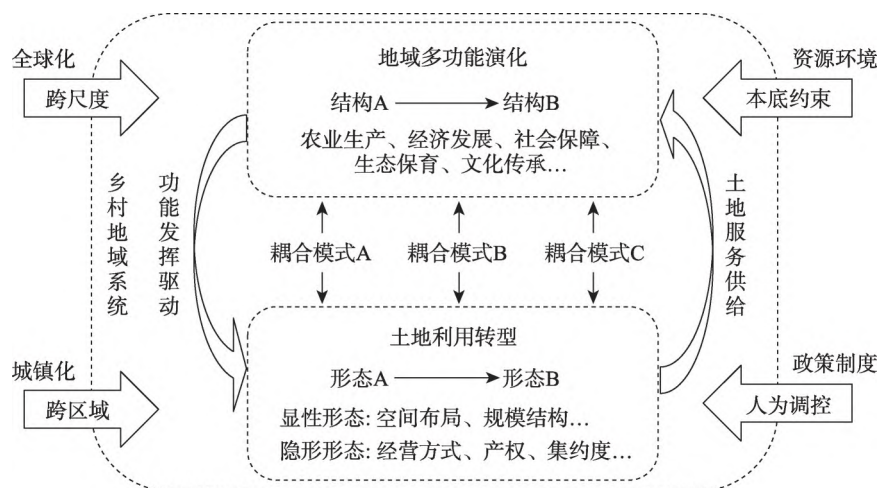 全球化
跨尺度
资源环境
本底约束
地域多功能演化
结构A
结构B
农业生产、经济发展、社会保障、
生态保育、文化传承…
乡村地域系统
功能发挥驱动
土地服务供给
耦合模式A
耦合模式B
耦合模式C
土地利用转型
形态A
形态B
显性形态: 空间布局、规模结构…
隐形形态: 经营方式、产权、集约度…
城镇化
跨区域
政策制度
人为调控